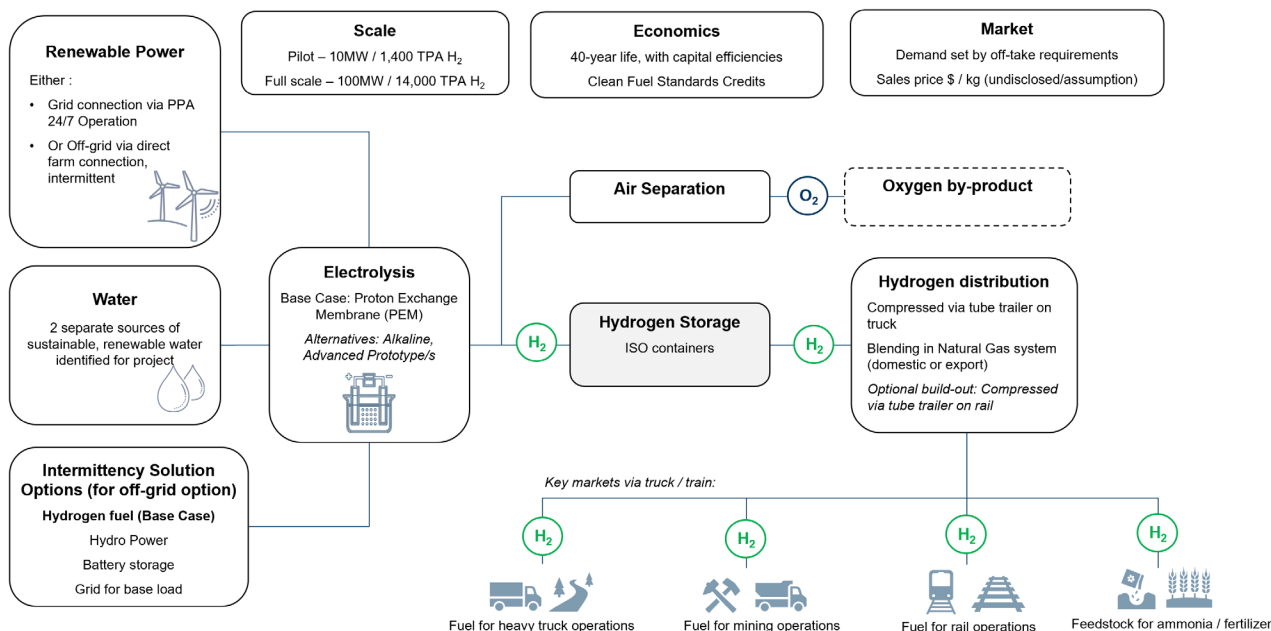 Renewable Power
Either :
• Grid connection via PPA
24/7 Operation
• Or Off-grid via direct
farm connection,
intermittent
Scale
Pilot – 10MW / 1,400 TPA H₂
Full scale – 100MW / 14,000 TPA H₂
Economics
40-year life, with capital efficiencies
Clean Fuel Standards Credits
Market
Demand set by off-take requirements
Sales price $ / kg (undisclosed/assumption)
Air Separation
O₂
Oxygen by-product
Water
2 separate sources of
sustainable, renewable water
identified for project
Electrolysis
Base Case: Proton Exchange
Membrane (PEM)
Alternatives: Alkaline,
Advanced Prototype/s
+ -
H₂
Hydrogen Storage
ISO containers
H₂
Hydrogen distribution
Compressed via tube trailer on
truck
Blending in Natural Gas system
(domestic or export)
Optional build-out: Compressed
via tube trailer on rail
Intermittency Solution
Options (for off-grid option)
Hydrogen fuel (Base Case)
Hydro Power
Battery storage
Grid for base load
Key markets via truck / train:
H₂
H₂
H₂
H₂
Fuel for heavy truck operations
Fuel for mining operations
Fuel for rail operations
Feedstock for ammonia / fertilizer